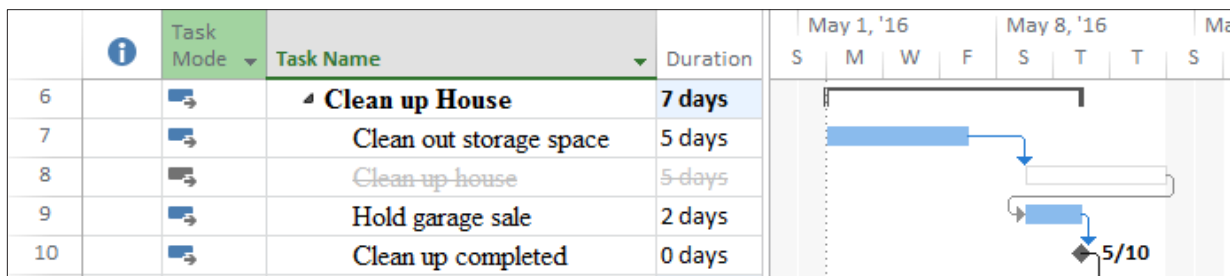 May 1, '16 May 8, '16 Ma
Task Mode Task Name Duration S M W F S T T S
6 Clean up House 7 days
7 Clean out storage space 5 days
8 Clean up house 5 days
9 Hold garage sale 2 days
10 Clean up completed 0 days 5/10